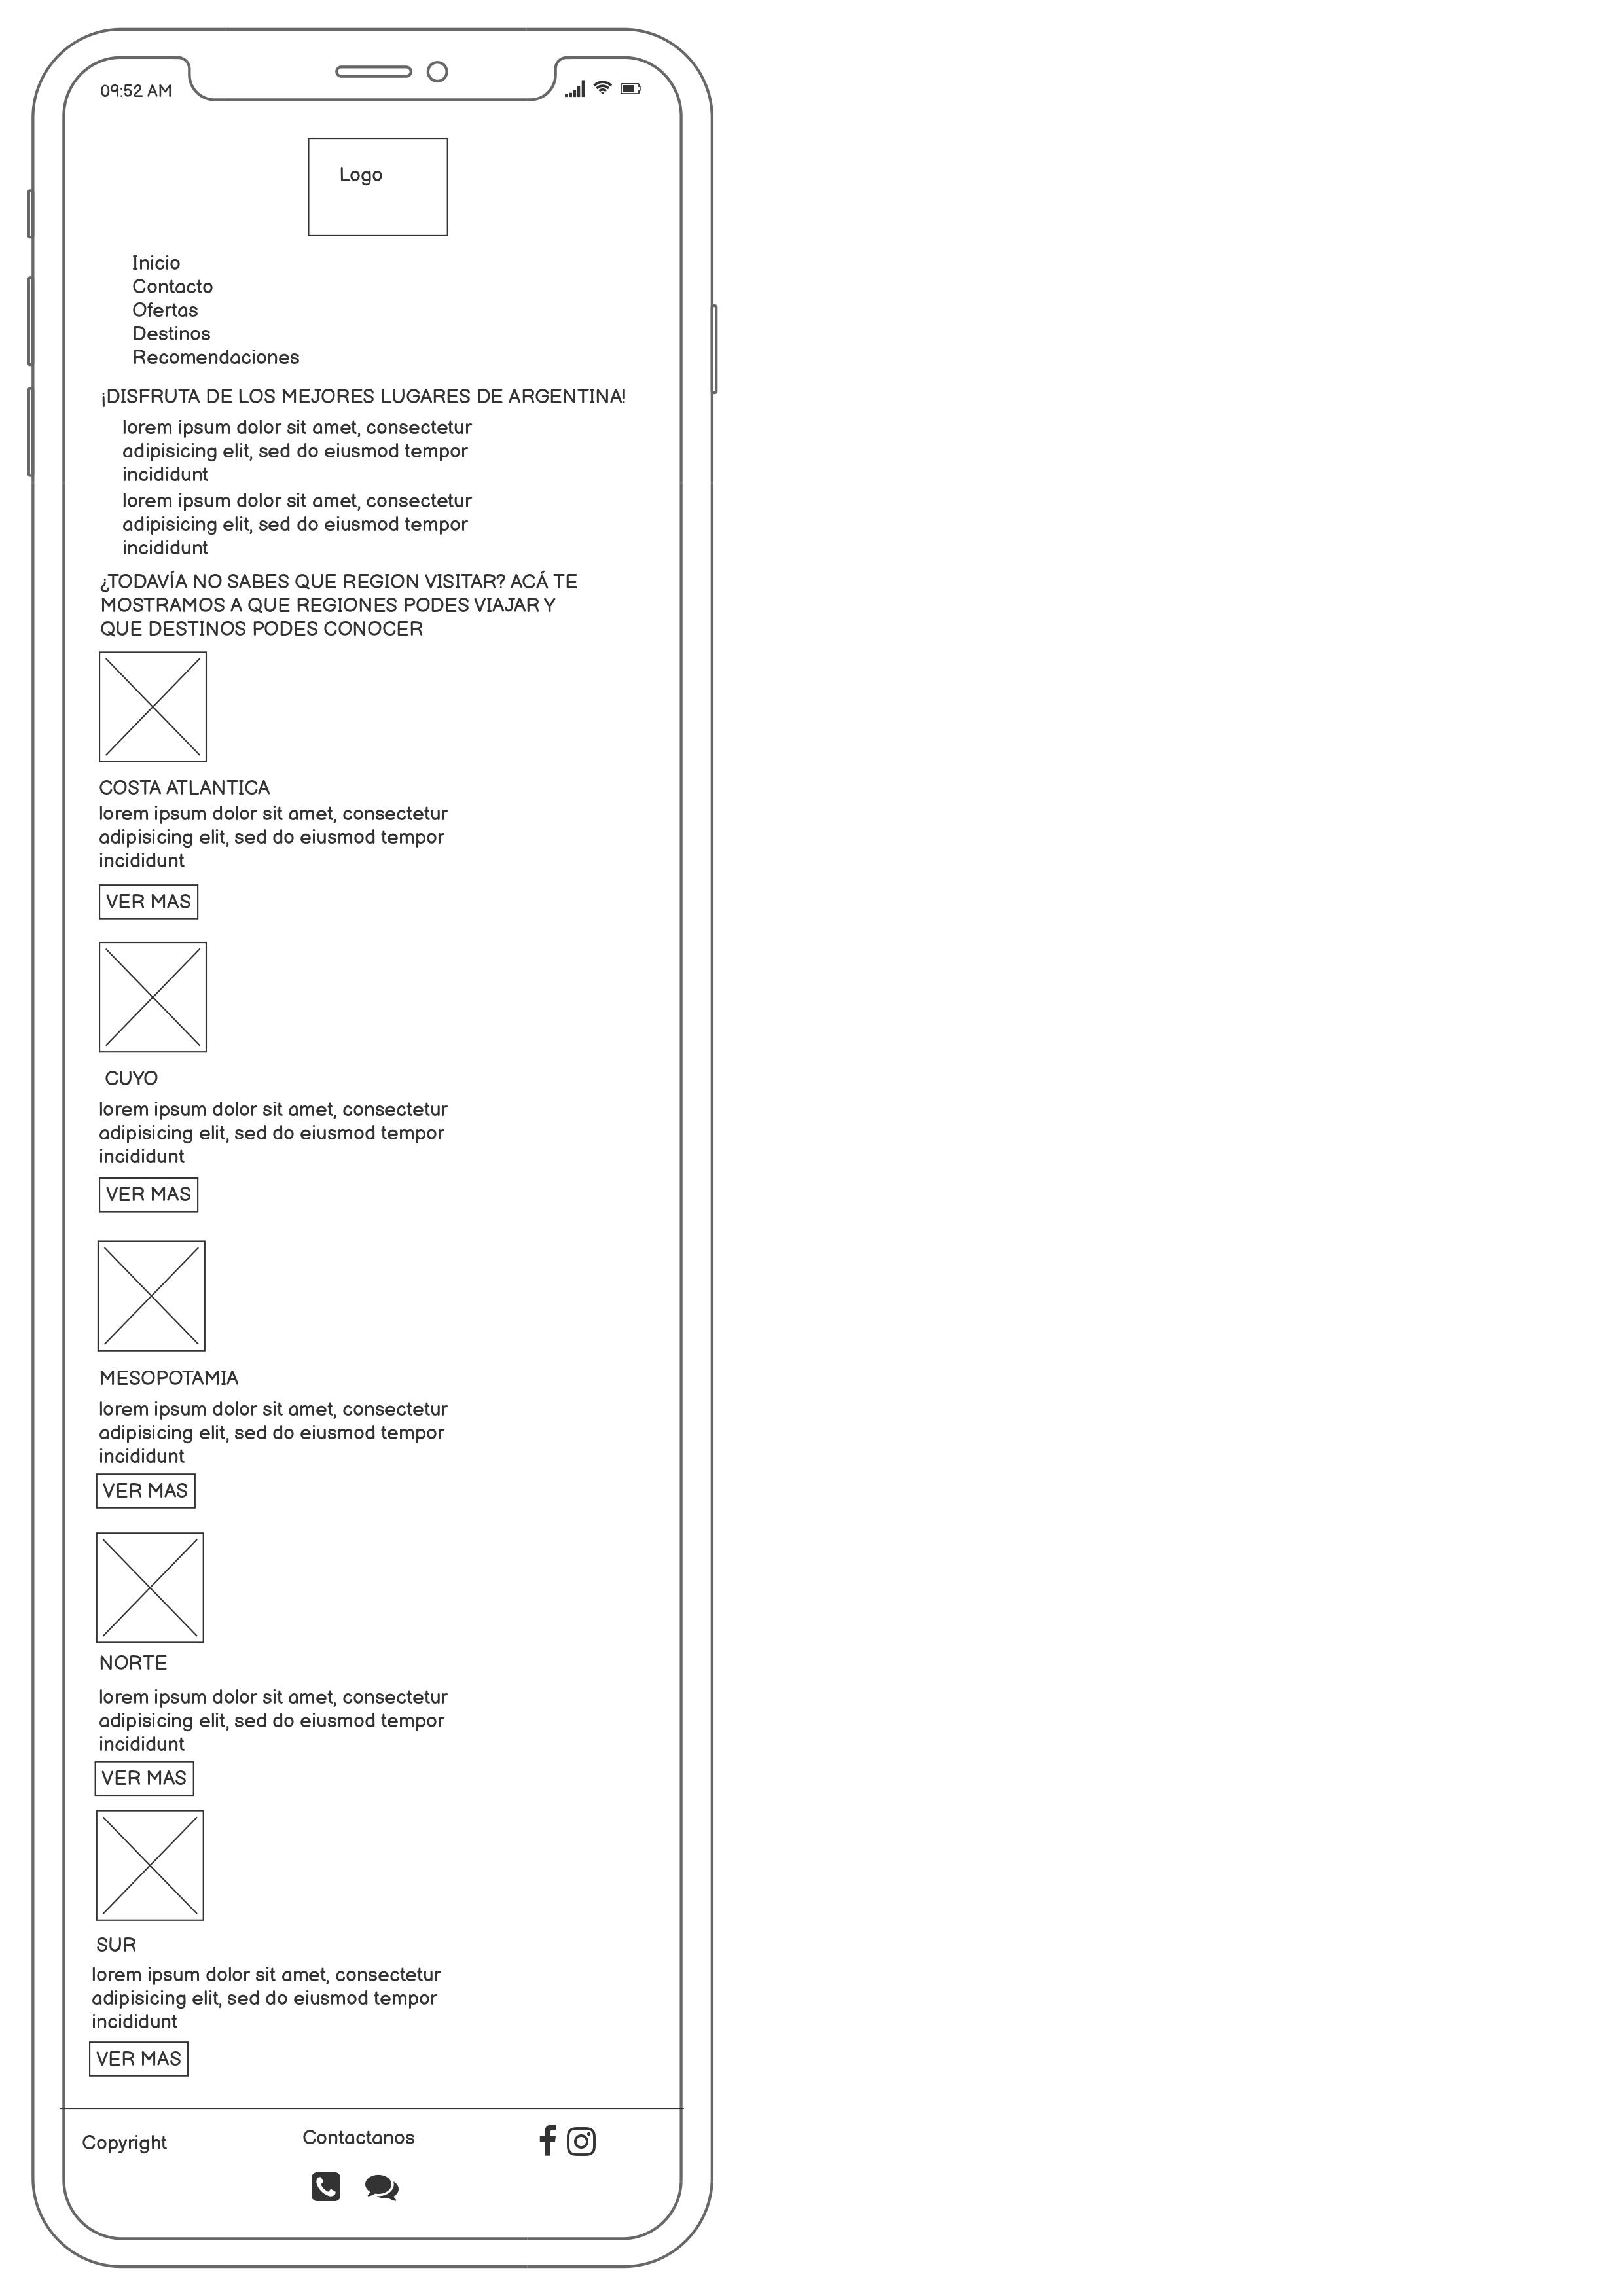 09:52 AM
Logo
Inicio
Contacto
Ofertas
Destinos
Recomendaciones
¡DISFRUTA DE LOS MEJORES LUGARES DE ARGENTINA!
lorem ipsum dolor sit amet, consectetur
adipisicing elit, sed do eiusmod tempor
incididunt
lorem ipsum dolor sit amet, consectetur
adipisicing elit, sed do eiusmod tempor
incididunt
¿TODAVÍA NO SABES QUE REGION VISITAR? ACÁ TE
MOSTRAMOS A QUE REGIONES PODES VIAJAR Y
QUE DESTINOS PODES CONOCER
COSTA ATLANTICA
lorem ipsum dolor sit amet, consectetur
adipisicing elit, sed do eiusmod tempor
incididunt
VER MAS
CUYO
lorem ipsum dolor sit amet, consectetur
adipisicing elit, sed do eiusmod tempor
incididunt
VER MAS
MESOPOTAMIA
lorem ipsum dolor sit amet, consectetur
adipisicing elit, sed do eiusmod tempor
incididunt
VER MAS
NORTE
lorem ipsum dolor sit amet, consectetur
adipisicing elit, sed do eiusmod tempor
incididunt
VER MAS
SUR
lorem ipsum dolor sit amet, consectetur
adipisicing elit, sed do eiusmod tempor
incididunt
VER MAS
Copyright
Contactanos